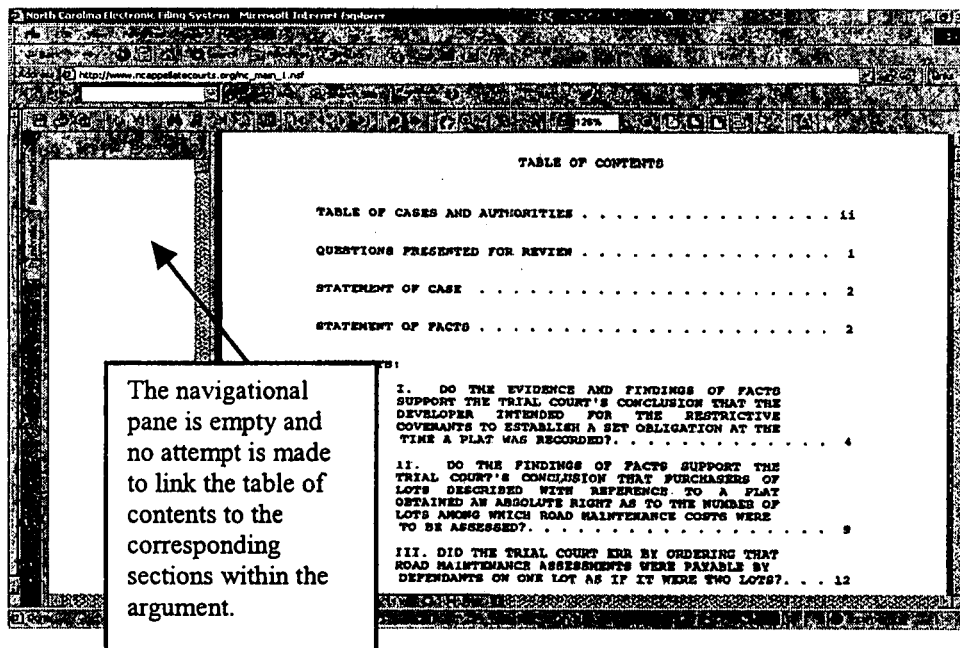 North Carolina Electronic Filing System - Microsoft Internet Explorer
http://www.ncappellatecourts.org/nc_main_1.nsf
128%
TABLE OF CONTENTS
TABLE OF CASES AND AUTHORITIES . . . . . . . . . . . . . . . . ii
QUESTIONS PRESENTED FOR REVIEW . . . . . . . . . . . . . . . . 1
STATEMENT OF CASE . . . . . . . . . . . . . . . . . . . . . . 2
STATEMENT OF FACTS . . . . . . . . . . . . . . . . . . . . . . 2
TS:
I. DO THE EVIDENCE AND FINDINGS OF FACTS
SUPPORT THE TRIAL COURT'S CONCLUSION THAT THE
DEVELOPER INTENDED FOR THE RESTRICTIVE
COVENANTS TO ESTABLISH A SET OBLIGATION AT THE
TIME A PLAT WAS RECORDED?. . . . . . . . . . . . . . 4
II. DO THE FINDINGS OF FACTS SUPPORT THE
TRIAL COURT'S CONCLUSION THAT PURCHASERS OF
LOTS DESCRIBED WITH REFERENCE TO A PLAT
OBTAINED AN ABSOLUTE RIGHT AS TO THE NUMBER OF
LOTS AMONG WHICH ROAD MAINTENANCE COSTS WERE
TO BE ASSESSED?. . . . . . . . . . . . . . . . . . . 9
III. DID THE TRIAL COURT ERR BY ORDERING THAT
ROAD MAINTENANCE ASSESSMENTS WERE PAYABLE BY
DEFENDANTS ON ONE LOT AS IF IT WERE TWO LOTS?. . . 12
The navigational
pane is empty and
no attempt is made
to link the table of
contents to the
corresponding
sections within the
argument.